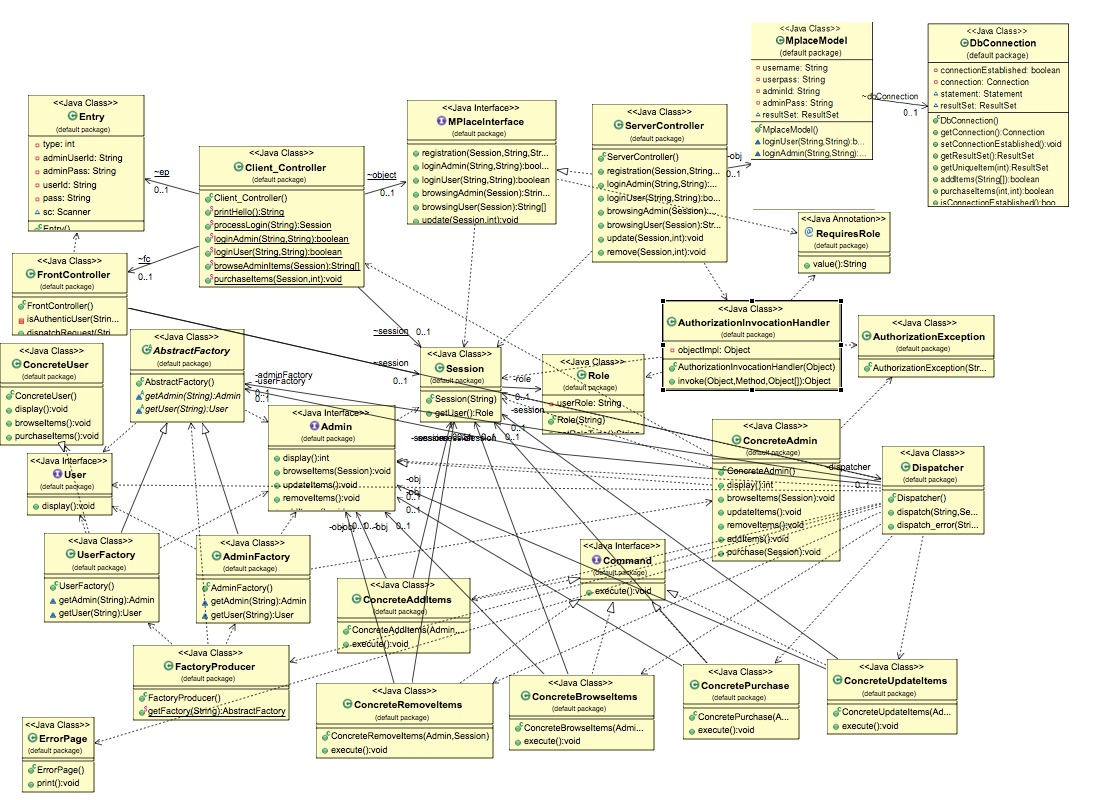 <<Java Class>>
MplaceModel
(default package)
username: String
userpass: String
adminId: String
adminPass: String
resultSet: ResultSet
MplaceModel()
loginUser(String,String):b...
loginAdmin(String,String):...
<<Java Class>>
DbConnection
(default package)
connectionEstablished: boolean
connection: Connection
statement: Statement
resultSet: ResultSet
DbConnection()
getConnection():Connection
setConnectionEstablished():void
getResultSet():ResultSet
getUniqueItem(int):ResultSet
addItems(String[]):boolean
purchaseItems(int,int):boolean
isConnectionEstablished():boo...
~dbConnection
0..1
<<Java Class>>
Entry
(default package)
type: int
adminUserId: String
adminPass: String
userId: String
pass: String
sc: Scanner
Entry()
<<Java Class>>
Client_Controller
(default package)
Client_Controller()
printHello():String
processLogin(String):Session
loginAdmin(String,String):boolean
loginUser(String,String):boolean
browseAdminItems(Session):String[]
purchaseItems(Session,int):void
~ep
0..1
~fc
0..1
~object
0..1
<<Java Interface>>
MPlaceInterface
(default package)
registration(Session,String,Str...
loginAdmin(String,String):bool...
loginUser(String,String):boolean
browsingAdmin(Session,Strin...
browsingUser(Session):String[]
update(Session,int):void
<<Java Class>>
ServerController
(default package)
ServerController()
registration(Session,String,...
loginAdmin(String,String):...
loginUser(String,String):bo...
browsingAdmin(Session,...
browsingUser(Session):Str...
update(Session,int):void
remove(Session,int):void
-obj
0..1
<<Java Annotation>>
RequiresRole
(default package)
value():String
<<Java Class>>
FrontController
(default package)
FrontController()
isAuthenticUser(Strin...
dispatchRequest(Stri...
<<Java Class>>
AuthorizationInvocationHandler
(default package)
objectImpl: Object
AuthorizationInvocationHandler(Object)
invoke(Object,Method,Object[]):Object
<<Java Class>>
AuthorizationException
(default package)
AuthorizationException(Str...
<<Java Class>>
AbstractFactory
(default package)
AbstractFactory()
getAdmin(String):Admin
getUser(String):User
<<Java Class>>
ConcreteUser
(default package)
ConcreteUser()
display():void
browseItems():void
purchaseItems():void
~session
0..1
~session
0..1
<<Java Class>>
Session
(default package)
Session(String)
getUser():Role
-role
0..1
-session
0..1
<<Java Class>>
Role
(default package)
userRole: String
Role(String)
-adminFactory
-userFactory
0..1
0..1
<<Java Interface>>
Admin
(default package)
display():int
browseItems(Session):void
updateItems():void
removeItems():void
-obj
0..1
0..1
<<Java Class>>
ConcreteAdmin
(default package)
ConcreteAdmin()
display():int
browseItems(Session):void
updateItems():void
removeItems():void
addItems():void
purchase(Session):void
-dispatcher
0..1
<<Java Class>>
Dispatcher
(default package)
Dispatcher()
dispatch(String,Se...
dispatch_error(Stri...
<<Java Interface>>
User
(default package)
display():void
<<Java Class>>
UserFactory
(default package)
UserFactory()
getAdmin(String):Admin
getUser(String):User
<<Java Class>>
AdminFactory
(default package)
AdminFactory()
getAdmin(String):Admin
getUser(String):User
<<Java Interface>>
Command
(default package)
execute():void
<<Java Class>>
ConcreteAddItems
(default package)
ConcreteAddItems(Admin,...
execute():void
<<Java Class>>
FactoryProducer
(default package)
FactoryProducer()
getFactory(String):AbstractFactory
<<Java Class>>
ConcreteRemoveItems
(default package)
ConcreteRemoveItems(Admin,Session)
execute():void
<<Java Class>>
ConcreteBrowseItems
(default package)
ConcreteBrowseItems(Admi...
execute():void
<<Java Class>>
ConcretePurchase
(default package)
ConcretePurchase(A...
execute():void
<<Java Class>>
ConcreteUpdateItems
(default package)
ConcreteUpdateItems(Ad...
execute():void
<<Java Class>>
ErrorPage
(default package)
ErrorPage()
print():void